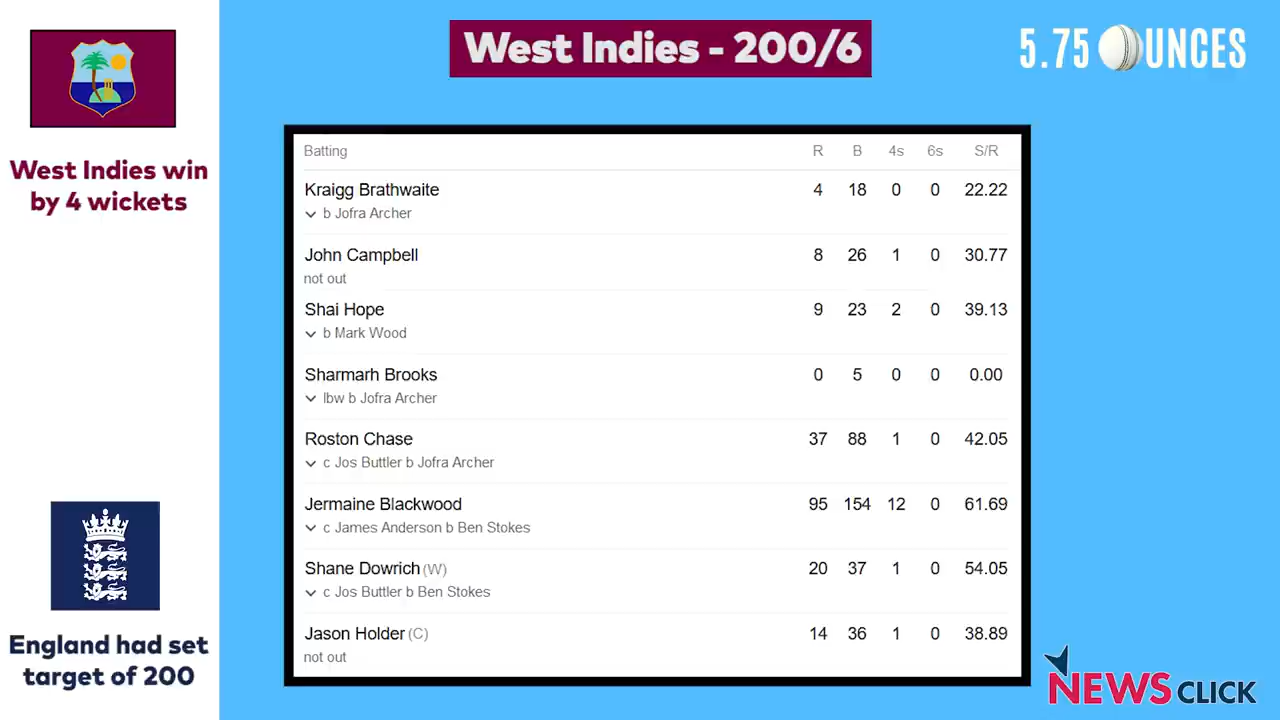 West Indies - 200/6
5.75 OUNCES
West Indies win
by 4 wickets
Batting R B 4s 6s S/R
Kraigg Brathwaite 4 18 0 0 22.22
b Jofra Archer
John Campbell 8 26 1 0 30.77
not out
Shai Hope 9 23 2 0 39.13
b Mark Wood
Sharmarh Brooks 0 5 0 0 0.00
lbw b Jofra Archer
Roston Chase 37 88 1 0 42.05
c Jos Buttler b Jofra Archer
Jermaine Blackwood 95 154 12 0 61.69
c James Anderson b Ben Stokes
Shane Dowrich (W) 20 37 1 0 54.05
c Jos Buttler b Ben Stokes
Jason Holder (C) 14 36 1 0 38.89
not out
England had set
target of 200
NEWS CLICK